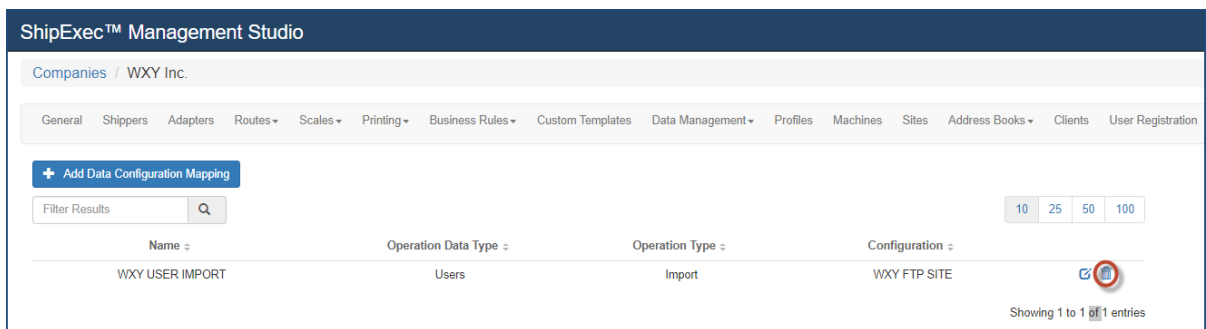 ShipExec™ Management Studio
Companies / WXY Inc.
General Shippers Adapters Routes Scales Printing Business Rules Custom Templates Data Management Profiles Machines Sites Address Books Clients User Registration
+ Add Data Configuration Mapping
Filter Results 10 25 50 100
Name Operation Data Type Operation Type Configuration
WXY USER IMPORT Users Import WXY FTP SITE
Showing 1 to 1 of 1 entries